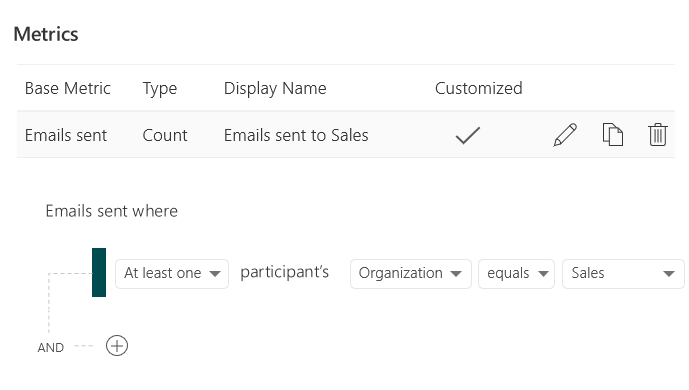 Metrics
Base Metric Type Display Name Customized
Emails sent Count Emails sent to Sales
Emails sent where
At least one participant's Organization equals Sales
AND